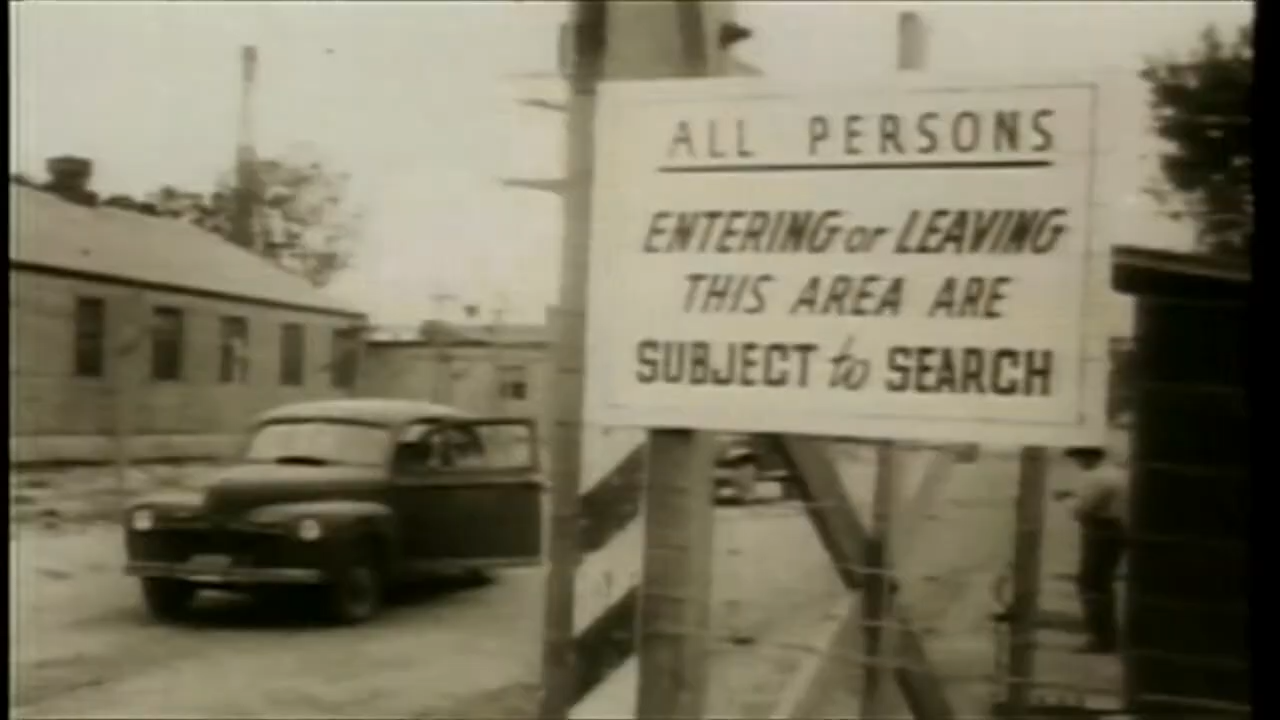 ALL PERSONS
ENTERING or LEAVING
THIS AREA ARE
SUBJECT to SEARCH